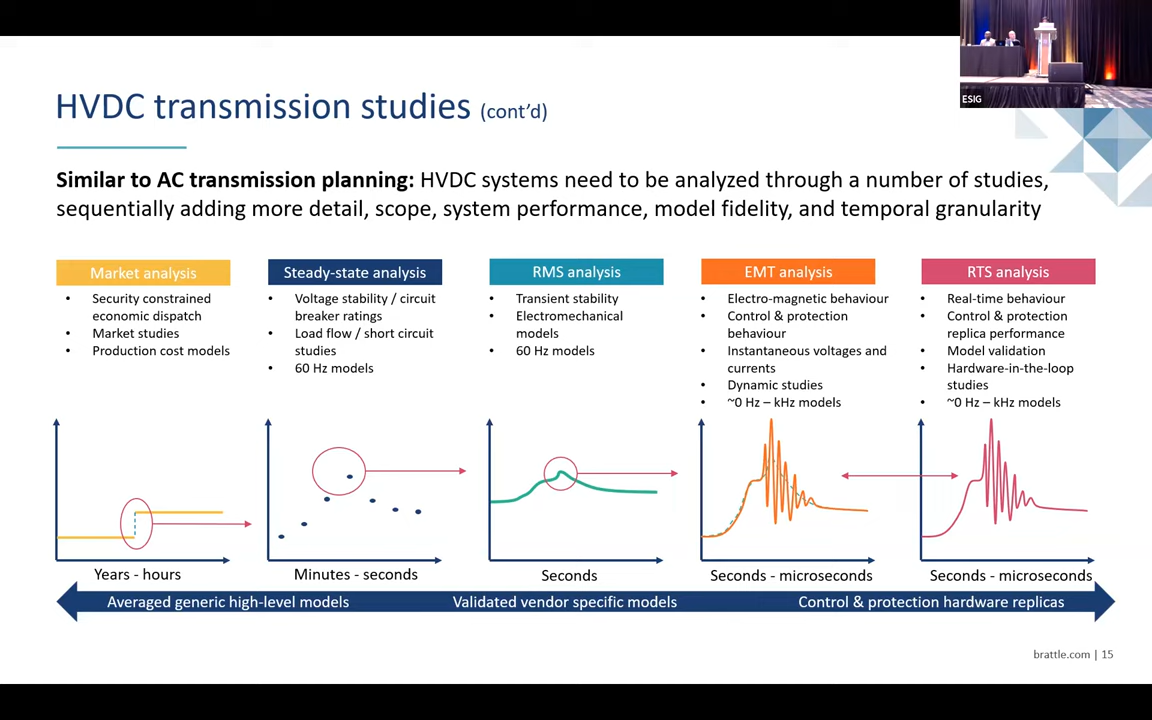 ESIG
HVDC transmission studies (cont'd)
Similar to AC transmission planning: HVDC systems need to be analyzed through a number of studies,
sequentially adding more detail, scope, system performance, model fidelity, and temporal granularity
Market analysis
• Security constrained
economic dispatch
• Market studies
• Production cost models
Years - hours
Steady-state analysis
• Voltage stability / circuit
breaker ratings
• Load flow / short circuit
studies
• 60 Hz models
Minutes - seconds
RMS analysis
• Transient stability
• Electromechanical
models
• 60 Hz models
Seconds
EMT analysis
• Electro-magnetic behaviour
• Control & protection
behaviour
• Instantaneous voltages and
currents
• Dynamic studies
• ~0 Hz – kHz models
Seconds - microseconds
RTS analysis
• Real-time behaviour
• Control & protection
replica performance
• Model validation
• Hardware-in-the-loop
studies
• ~0 Hz – kHz models
Seconds - microseconds
Averaged generic high-level models
Validated vendor specific models
Control & protection hardware replicas
brattle.com | 15